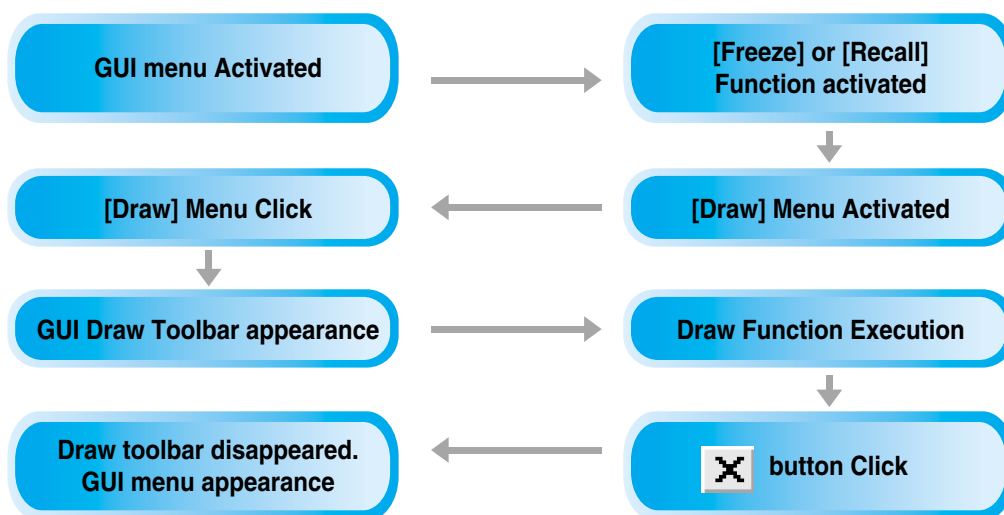 GUI menu Activated
[Freeze] or [Recall]
Function activated
[Draw] Menu Activated
[Draw] Menu Click
GUI Draw Toolbar appearance
Draw Function Execution
button Click
Draw toolbar disappeared.
GUI menu appearance